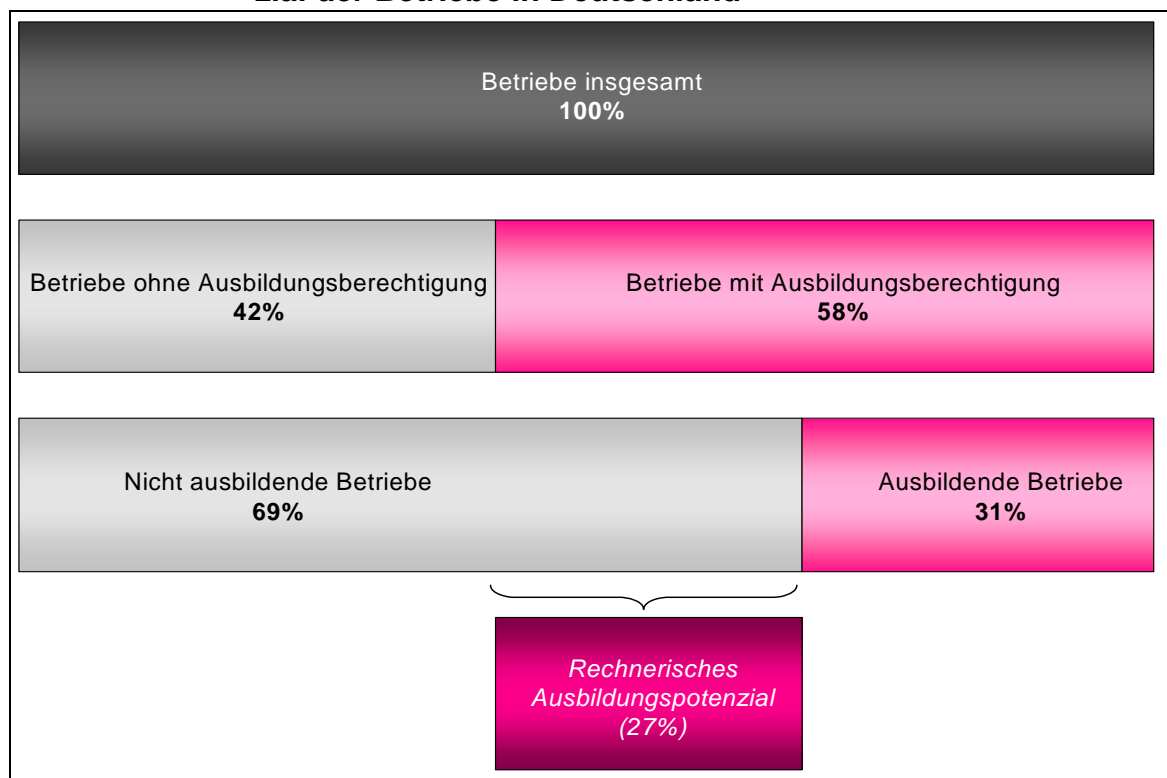 Betriebe insgesamt
100%
Betriebe ohne Ausbildungsberechtigung
42%
Betriebe mit Ausbildungsberechtigung
58%
Nicht ausbildende Betriebe
69%
Ausbildende Betriebe
31%
Rechnerisches
Ausbildungspotenzial
(27%)